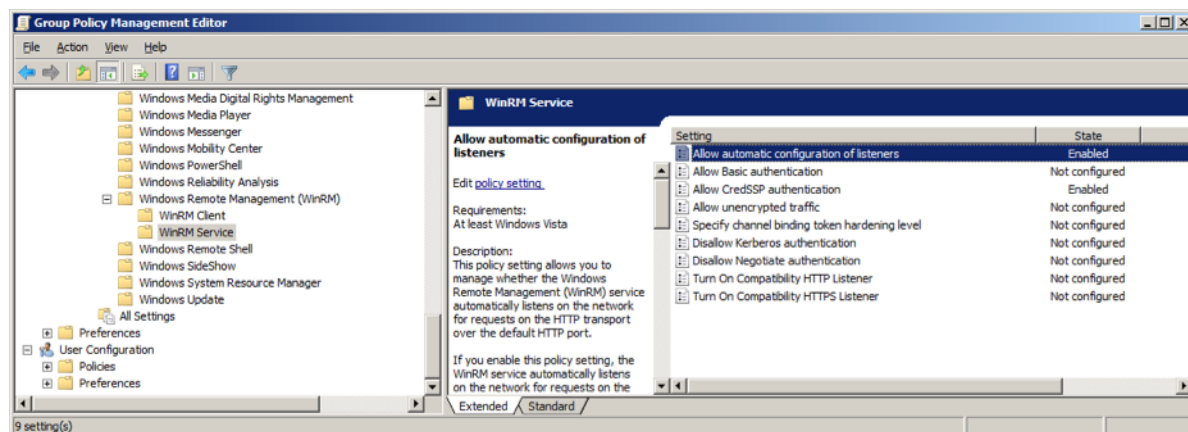 Group Policy Management Editor
File Action View Help
Windows Media Digital Rights Management
Windows Media Player
Windows Messenger
Windows Mobility Center
Windows PowerShell
Windows Reliability Analysis
Windows Remote Management (WinRM)
WinRM Client
WinRM Service
Windows Remote Shell
Windows SideShow
Windows System Resource Manager
Windows Update
All Settings
Preferences
User Configuration
Policies
Preferences
WinRM Service
Allow automatic configuration of
listeners
Edit policy setting
Requirements:
At least Windows Vista
Description:
This policy setting allows you to
manage whether the Windows
Remote Management (WinRM) service
automatically listens on the network
for requests on the HTTP transport
over the default HTTP port.
If you enable this policy setting, the
WinRM service automatically listens
on the network for requests on the
Setting State
Allow automatic configuration of listeners Enabled
Allow Basic authentication Not configured
Allow CredSSP authentication Enabled
Allow unencrypted traffic Not configured
Specify channel binding token hardening level Not configured
Disallow Kerberos authentication Not configured
Disallow Negotiate authentication Not configured
Turn On Compatibility HTTP Listener Not configured
Turn On Compatibility HTTPS Listener Not configured
Extended Standard
9 setting(s)